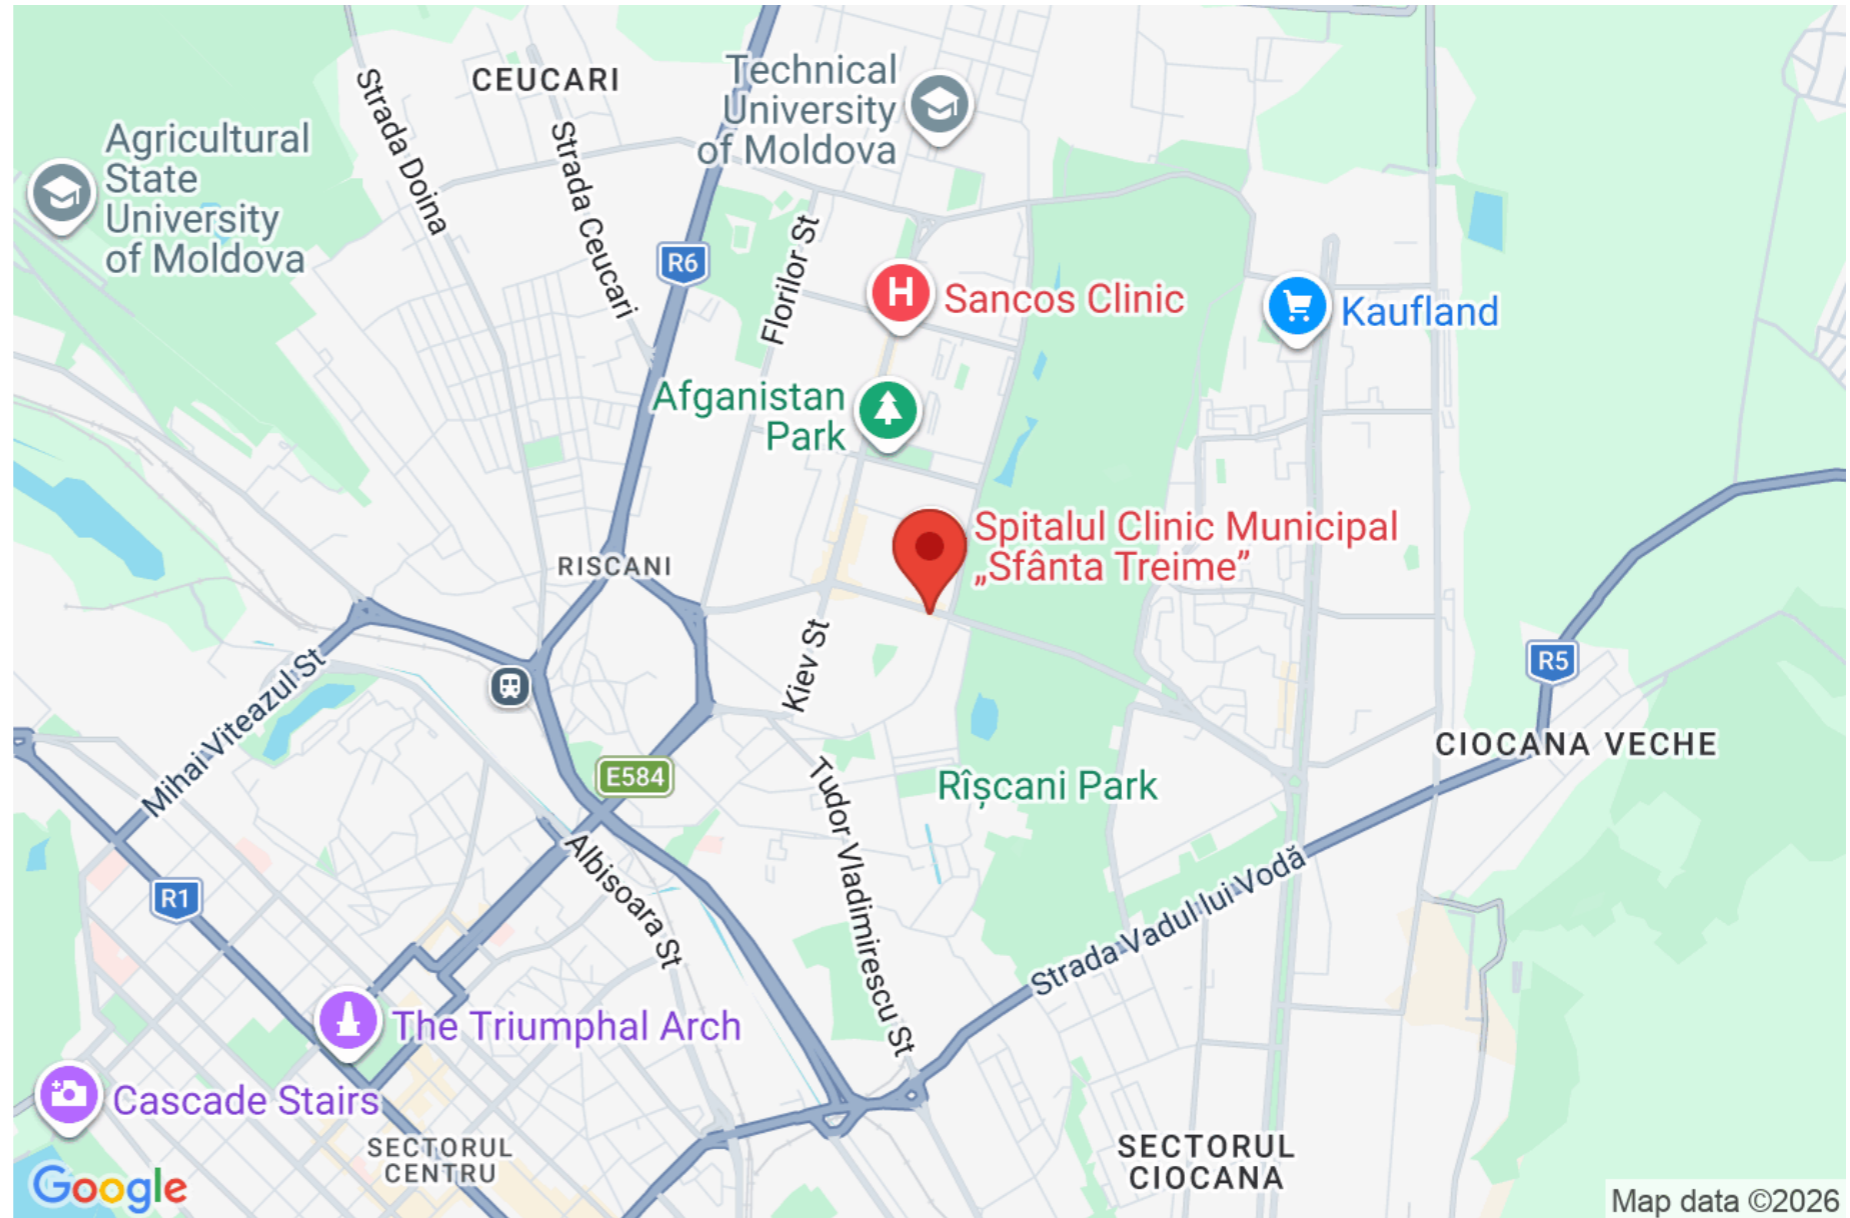 CEUCARI
Technical
University
of Moldova
Strada Doina
Strada Ceucari
Agricultural
State
University
of Moldova
R6
Florilor St
H
Sancos Clinic
Kaufland
Afganistan
Park
Spitalul Clinic Municipal
„Sfânta Treime”
RISCANI
Kiev St
Mihai Viteazul St
R5
CIOCANA VECHE
E584
Rîșcani Park
Tudor Vladimirescu St
Albisoara St
Strada Vadul lui Vodă
R1
The Triumphal Arch
Cascade Stairs
SECTORUL
CENTRU
SECTORUL
CIOCANA
Google
Map data ©2026